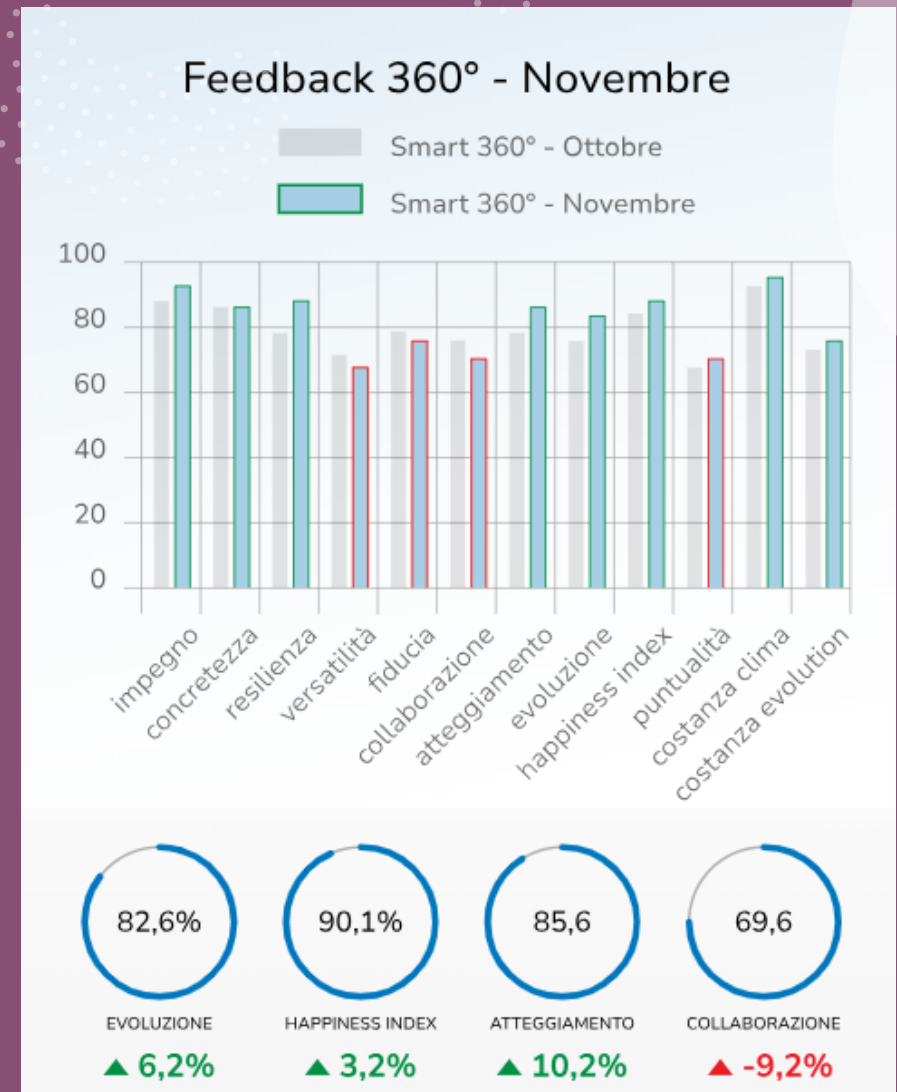 Feedback 360° - Novembre
Smart 360° - Ottobre
Smart 360° - Novembre
100
80
60
40
20
0
impegno
concretezza
resilienza
versatilità
fiducia
collaborazione
atteggiamento
evoluzione
happiness index
puntualità
costanza clima
costanza evolution
82,6% 90,1% 85,6 69,6
EVOLUZIONE HAPPINESS INDEX ATTEGGIAMENTO COLLABORAZIONE
▲ 6,2% ▲ 3,2% ▲ 10,2% ▲ -9,2%